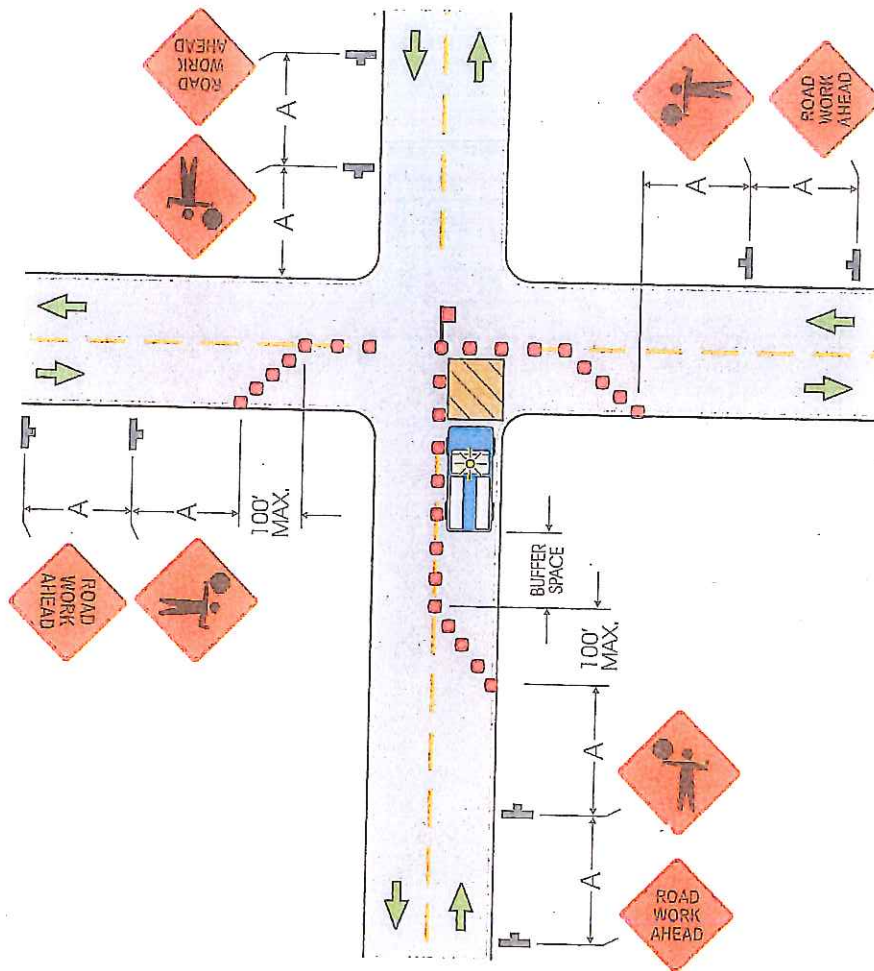 ROAD
WORK
AHEAD
A
A
ROAD
WORK
AHEAD
A
A
A
A
100'
MAX.
ROAD
WORK
AHEAD
BUFFER
SPACE
100'
MAX.
A
A
ROAD
WORK
AHEAD